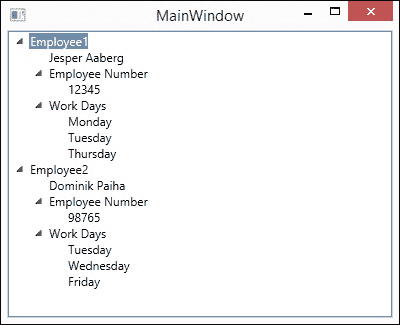 MainWindow
Employee1
Jesper Aaberg
Employee Number
12345
Work Days
Monday
Tuesday
Thursday
Employee2
Dominik Paiha
Employee Number
98765
Work Days
Tuesday
Wednesday
Friday